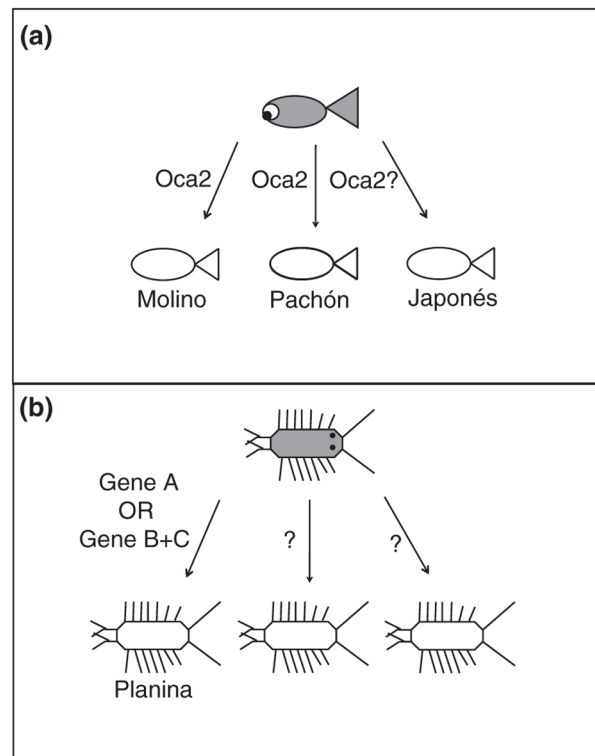 (a)
Oca2
Oca2
Oca2?
Molino
Pachón
Japonés
(b)
Gene A
OR
Gene B+C
?
?
Planina